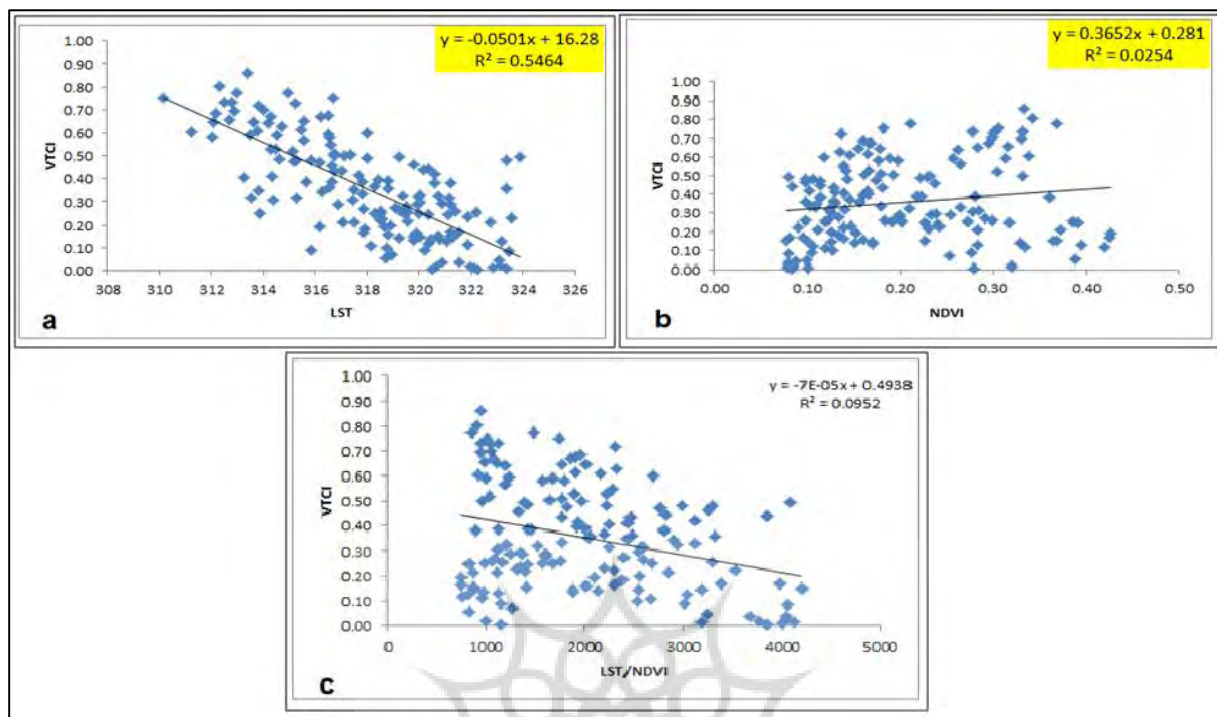 y = -0.0501x + 16.28
R² = 0.5464
1.00
0.90
0.80
0.70
0.60
0.50
0.40
0.30
0.20
0.10
0.00
VTCI
308 310 312 314 316 318 320 322 324 326
LST
a
y = 0.3652x + 0.281
R² = 0.0254
1.00
0.90
0.80
0.70
0.60
0.50
0.40
0.30
0.20
0.10
0.00
VTCI
0.00 0.10 0.20 0.30 0.40 0.50
NDVI
b
y = -7E-05x + 0.4938
R² = 0.0952
1.00
0.90
0.80
0.70
0.60
0.50
0.40
0.30
0.20
0.10
0.00
VTCI
0 1000 2000 3000 4000 5000
LST/NDVI
C